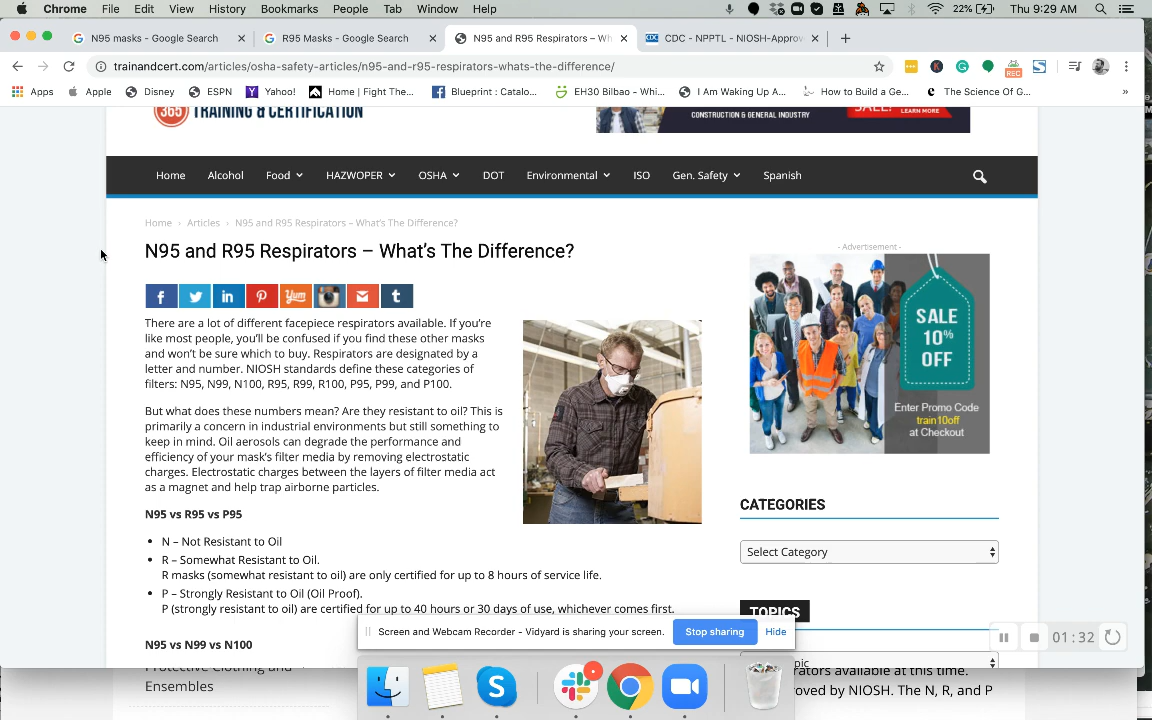 Chrome File Edit View History Bookmarks People Tab Window Help 22% Thu 9:29 AM
N95 masks - Google Search R95 Masks - Google Search N95 and R95 Respirators – Wh CDC - NPPTL - NIOSH-Approv
trainandcert.com/articles/osha-safety-articles/n95-and-r95-respirators-whats-the-difference/
REC
Apps Apple Disney ESPN Yahoo! Home | Fight The... Blueprint : Catalo... EH30 Bilbao - Whi... I Am Waking Up A... How to Build a Ge... The Science Of G... »
365 TRAINING & CERTIFICATION
CONSTRUCTION & GENERAL INDUSTRY SALE! LEARN MORE
Home Alcohol Food HAZWOPER OSHA DOT Environmental ISO Gen. Safety Spanish
Home › Articles › N95 and R95 Respirators – What's The Difference?
N95 and R95 Respirators – What's The Difference?
- Advertisement -
Yum
There are a lot of different facepiece respirators available. If you're
like most people, you'll be confused if you find these other masks
and won't be sure which to buy. Respirators are designated by a
letter and number. NIOSH standards define these categories of
filters: N95, N99, N100, R95, R99, R100, P95, P99, and P100.
SALE
10%
OFF
Enter Promo Code
train10off
at Checkout
But what does these numbers mean? Are they resistant to oil? This is
primarily a concern in industrial environments but still something to
keep in mind. Oil aerosols can degrade the performance and
efficiency of your mask's filter media by removing electrostatic
charges. Electrostatic charges between the layers of filter media act
as a magnet and help trap airborne particles.
N95 vs R95 vs P95
• N – Not Resistant to Oil
• R – Somewhat Resistant to Oil.
R masks (somewhat resistant to oil) are only certified for up to 8 hours of service life.
• P – Strongly Resistant to Oil (Oil Proof).
P (strongly resistant to oil) are certified for up to 40 hours or 30 days of use, whichever comes first.
N95 vs N99 vs N100
CATEGORIES
Select Category
TOPICS
Screen and Webcam Recorder - Vidyard is sharing your screen. Stop sharing Hide
01:32
pic
Protective Clothing and
Ensembles
rators available at this time.
oved by NIOSH. The N, R, and P